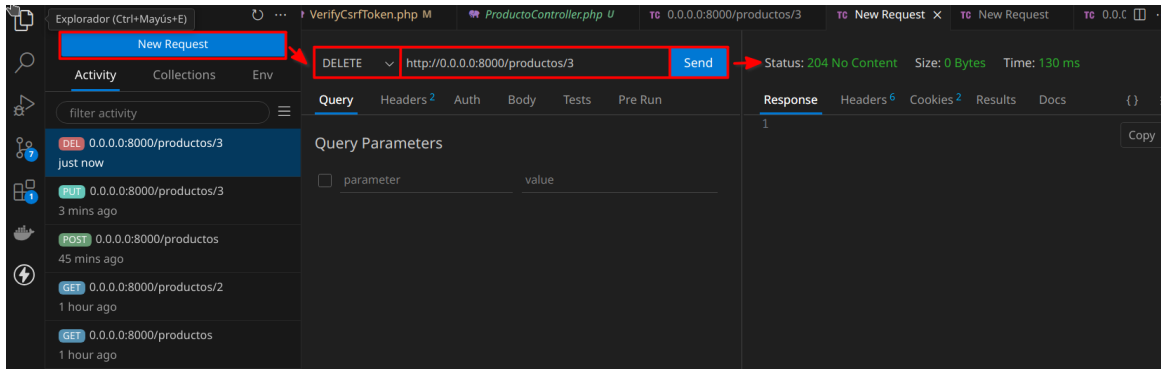 Explorador (Ctrl+Mayús+E)
VerifyCsrfToken.php M
ProductoController.php U
TC 0.0.0.0:8000/productos/3
TC New Request
TC New Request
TC 0.0.0
New Request
Activity Collections Env
filter activity
DEL 0.0.0.0:8000/productos/3
just now
PUT 0.0.0.0:8000/productos/3
3 mins ago
POST 0.0.0.0:8000/productos
45 mins ago
GET 0.0.0.0:8000/productos/2
1 hour ago
GET 0.0.0.0:8000/productos
1 hour ago
7
1
DELETE http://0.0.0.0:8000/productos/3 Send
Query Headers 2 Auth Body Tests Pre Run
Query Parameters
parameter value
Status: 204 No Content Size: 0 Bytes Time: 130 ms
Response Headers 6 Cookies 2 Results Docs {}
1
Copy